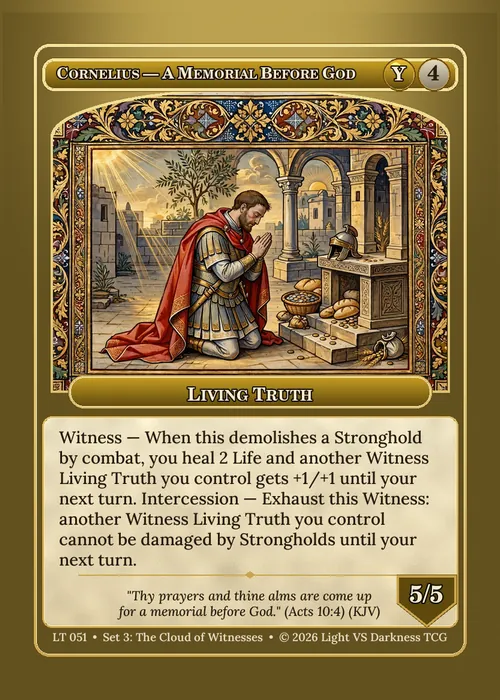 Cornelius — A Memorial Before God Y 4
Living Truth
Witness — When this demolishes a Stronghold
by combat, you heal 2 Life and another Witness
Living Truth you control gets +1/+1 until your
next turn. Intercession — Exhaust this Witness:
another Witness Living Truth you control
cannot be damaged by Strongholds until your
next turn.
"Thy prayers and thine alms are come up
for a memorial before God." (Acts 10:4) (KJV)
5/5
LT 051 • Set 3: The Cloud of Witnesses • © 2026 Light VS Darkness TCG